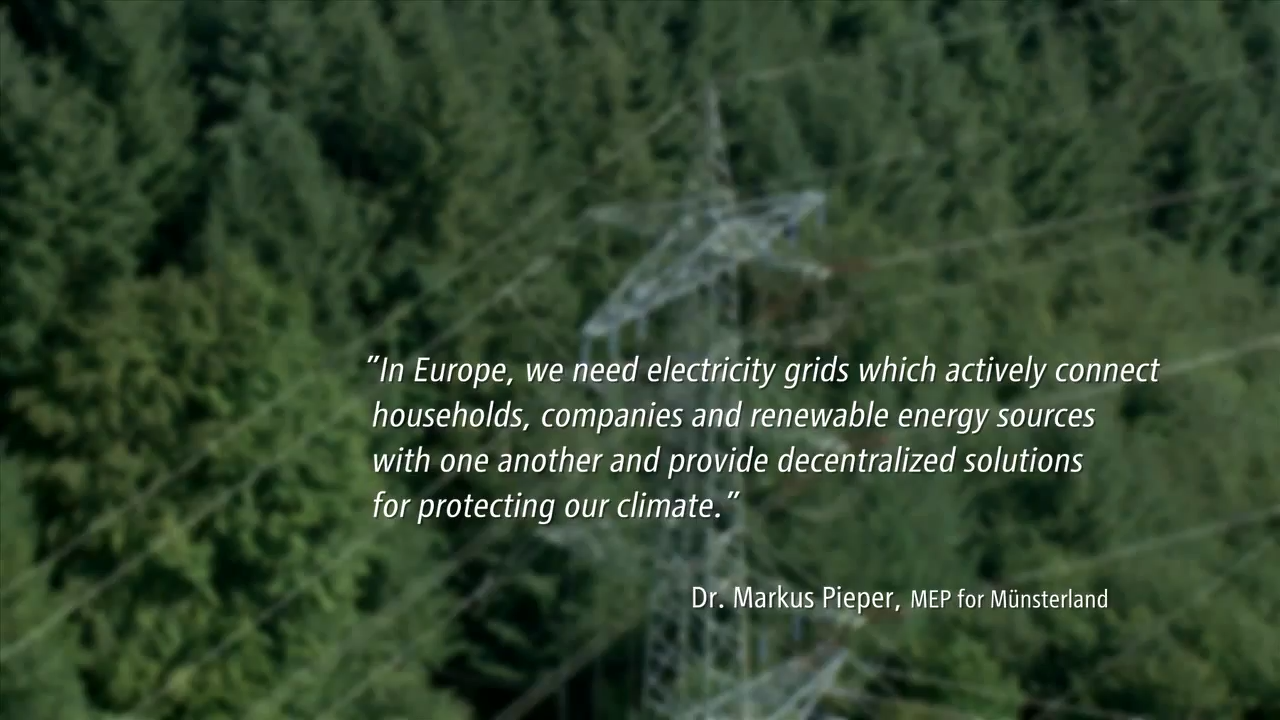 "In Europe, we need electricity grids which actively connect
households, companies and renewable energy sources
with one another and provide decentralized solutions
for protecting our climate."
Dr. Markus Pieper, MEP for Münsterland